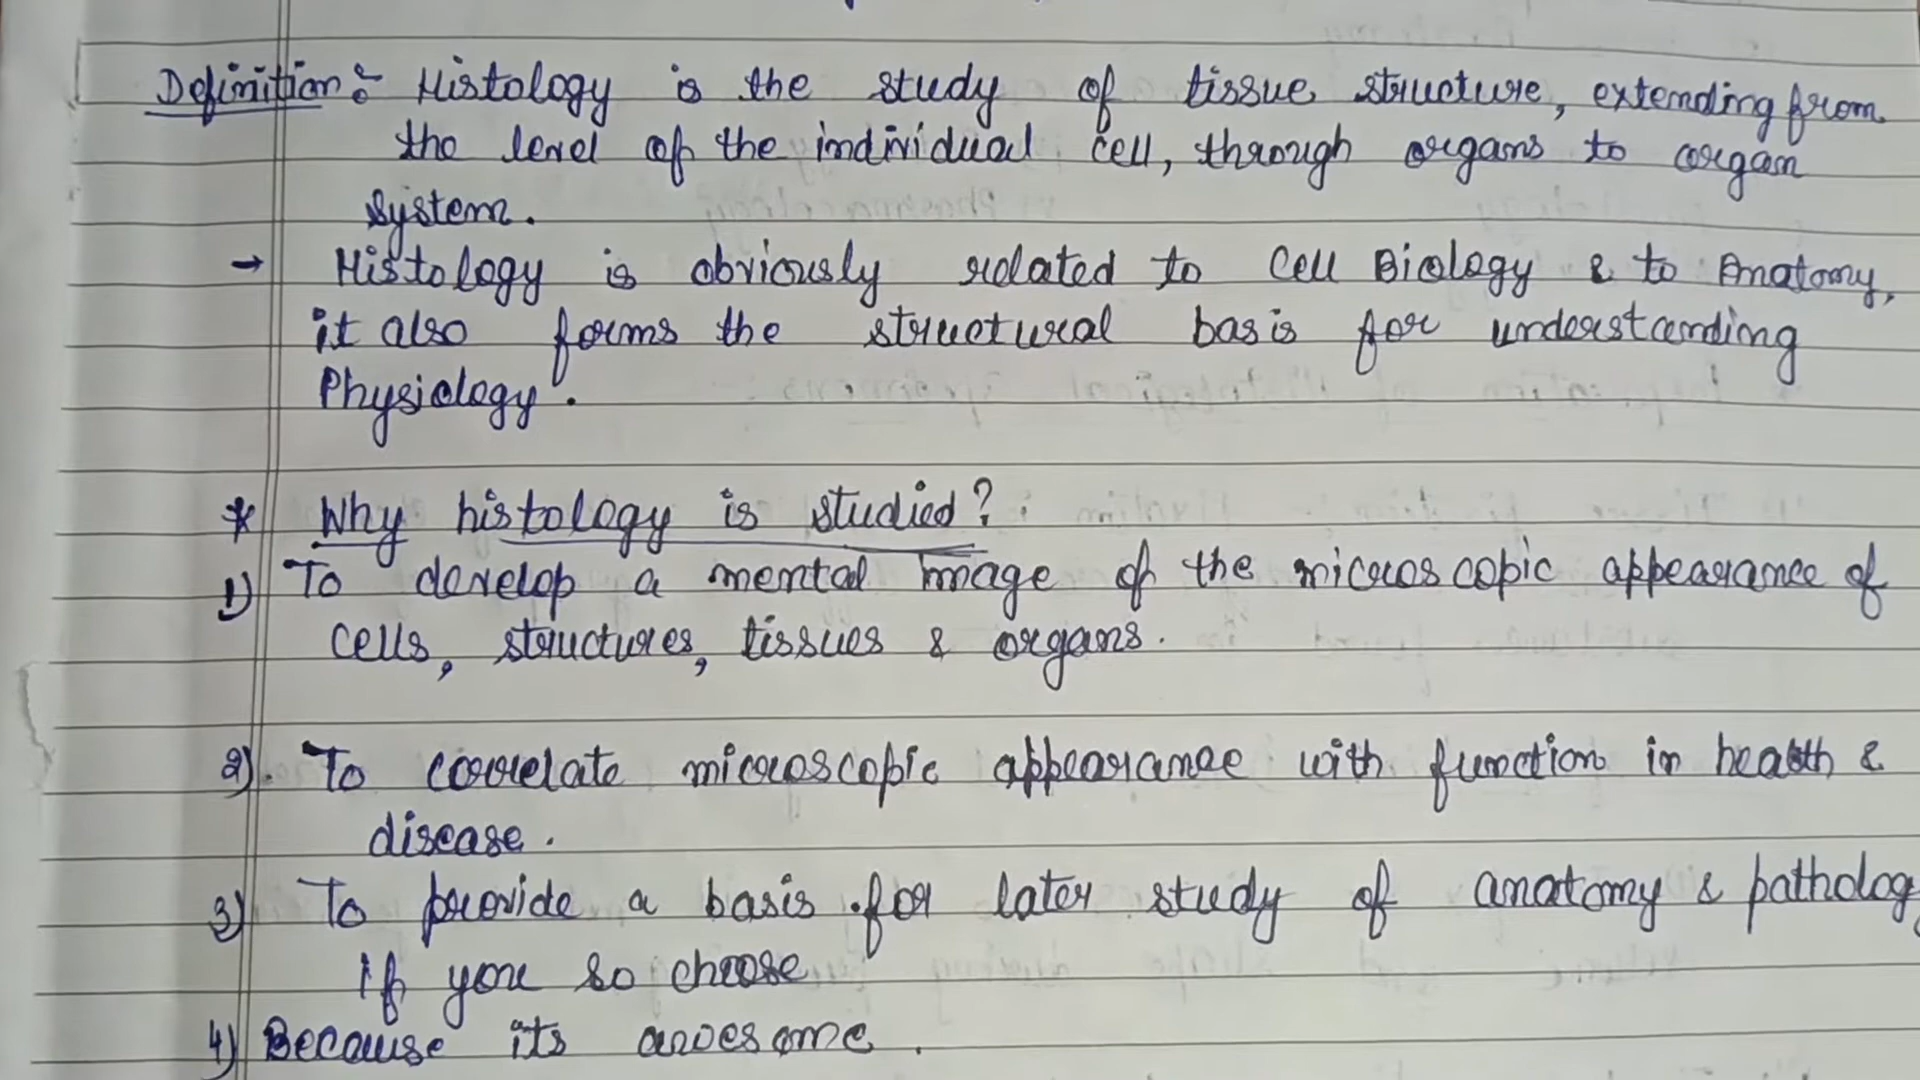 Definition: Histology is the study of tissue structure, extending from
the level of the individual cell, through organs to organ
system.
→ Histology is obviously related to Cell Biology & to Anatomy,
it also forms the structural basis for understanding
Physiology.
* Why histology is studied?
1) To develop a mental image of the microscopic appearance of
cells, structures, tissues & organs.
2). To correlate microscopic appearance with function in health &
disease.
3) To provide a basis for later study of anatomy & patholog
If you so choose
4) Because its awesome.